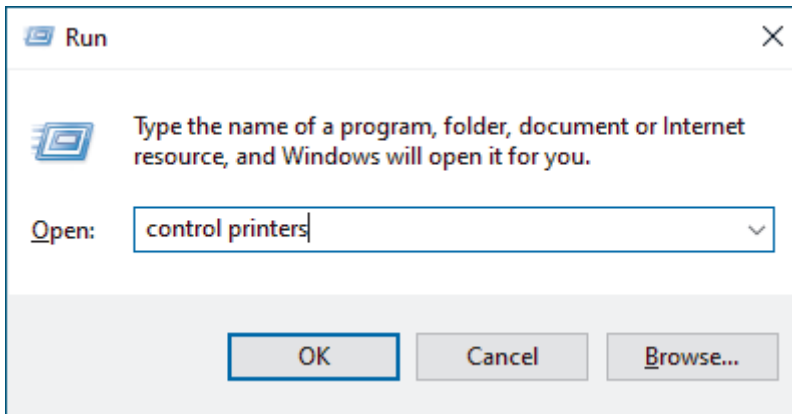 Run
Type the name of a program, folder, document or Internet
resource, and Windows will open it for you.
Open:
control printers
OK
Cancel
Browse...